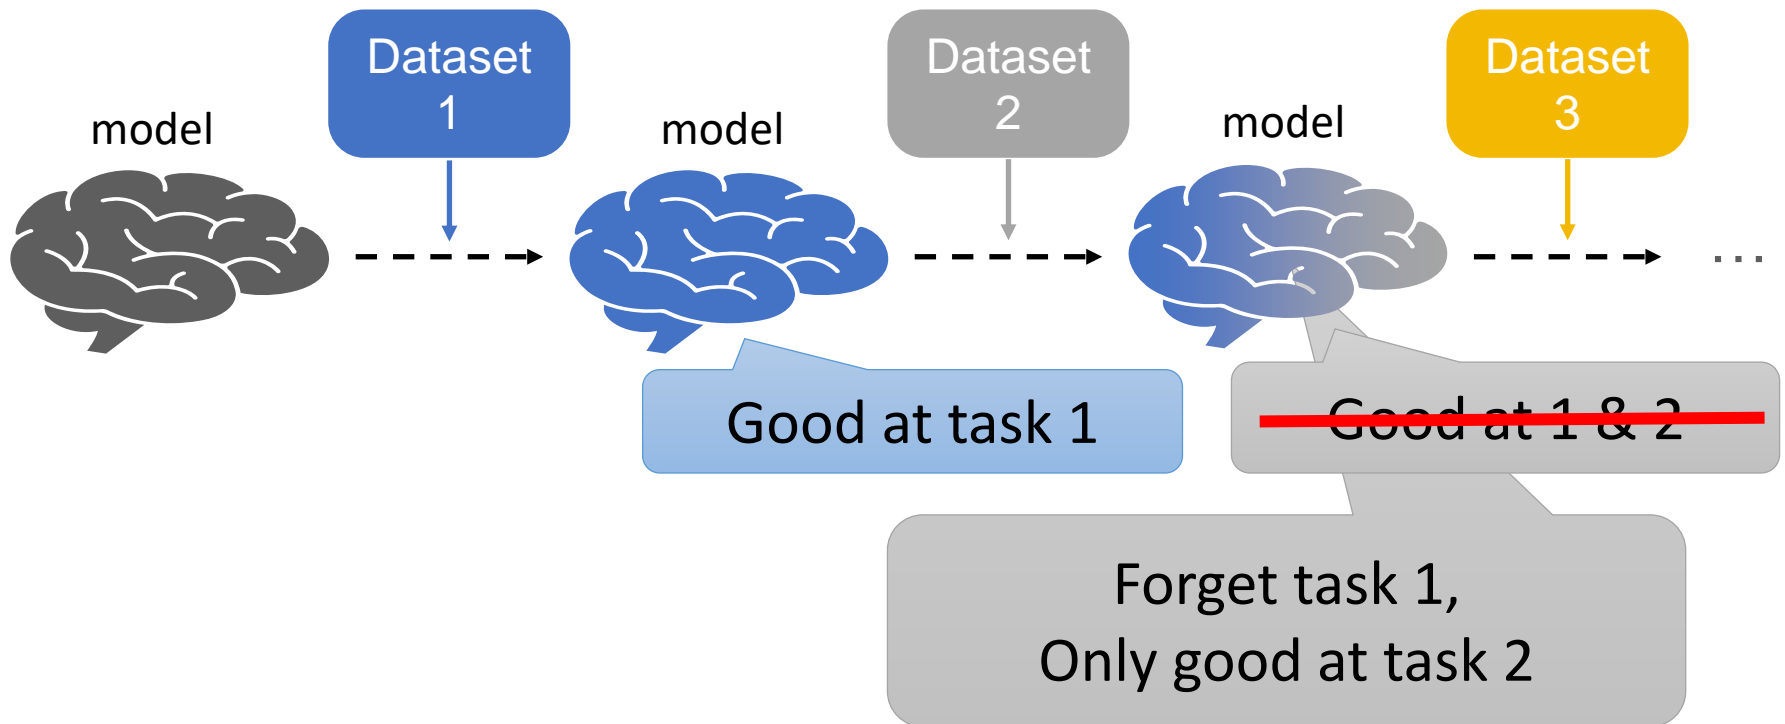 Dataset
1
Dataset
2
Dataset
3
model
model
model
...
Good at task 1
Good at 1 & 2
Forget task 1,
Only good at task 2